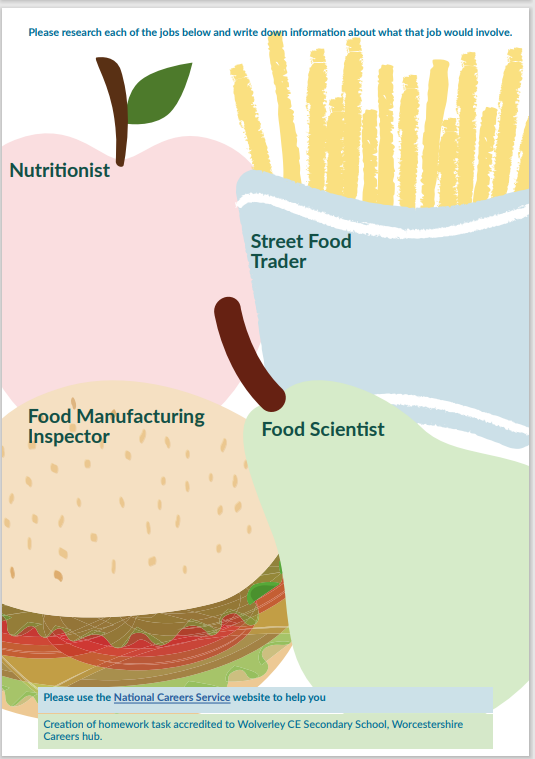 Please research each of the jobs below and write down information about what that job would involve.
Nutritionist
Street Food
Trader
Food Manufacturing
Inspector
Food Scientist
Please use the National Careers Service website to help you
Creation of homework task accredited to Wolverley CE Secondary School, Worcestershire
Careers hub.